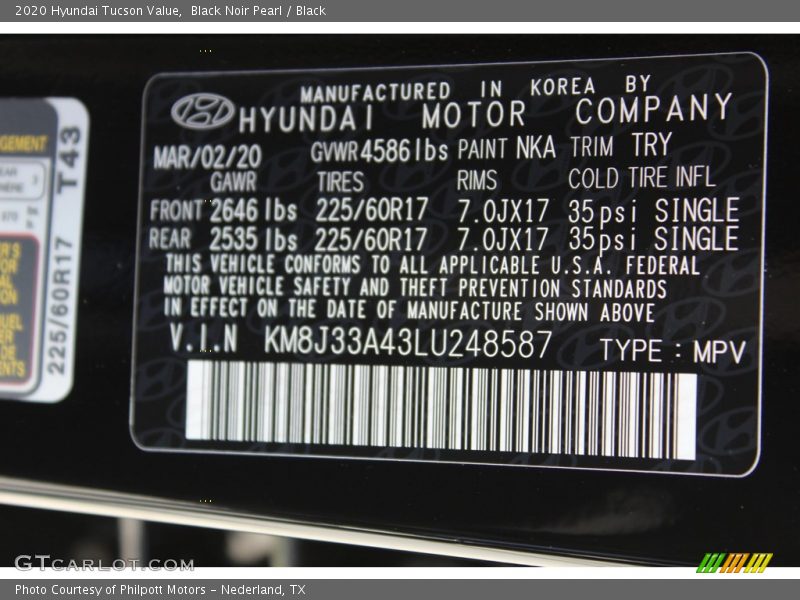 2020 Hyundai Tucson Value,  Black Noir Pearl / Black
MANUFACTURED IN KOREA BY
HYUNDAI MOTOR COMPANY
MAR/02/20 GVWR 4586lbs PAINT NKA TRIM TRY
GAWR TIRES RIMS COLD TIRE INFL
FRONT 2646 lbs 225/60R17 7.0JX17 35psi SINGLE
REAR 2535 lbs 225/60R17 7.0JX17 35psi SINGLE
THIS VEHICLE CONFORMS TO ALL APPLICABLE U.S.A. FEDERAL
MOTOR VEHICLE SAFETY AND THEFT PREVENTION STANDARDS
IN EFFECT ON THE DATE OF MANUFACTURE SHOWN ABOVE
V.I.N KM8J33A43LU248587 TYPE : MPV
T43
225/60R17
GTCARLOT.COM
Photo Courtesy of Philpott Motors - Nederland, TX